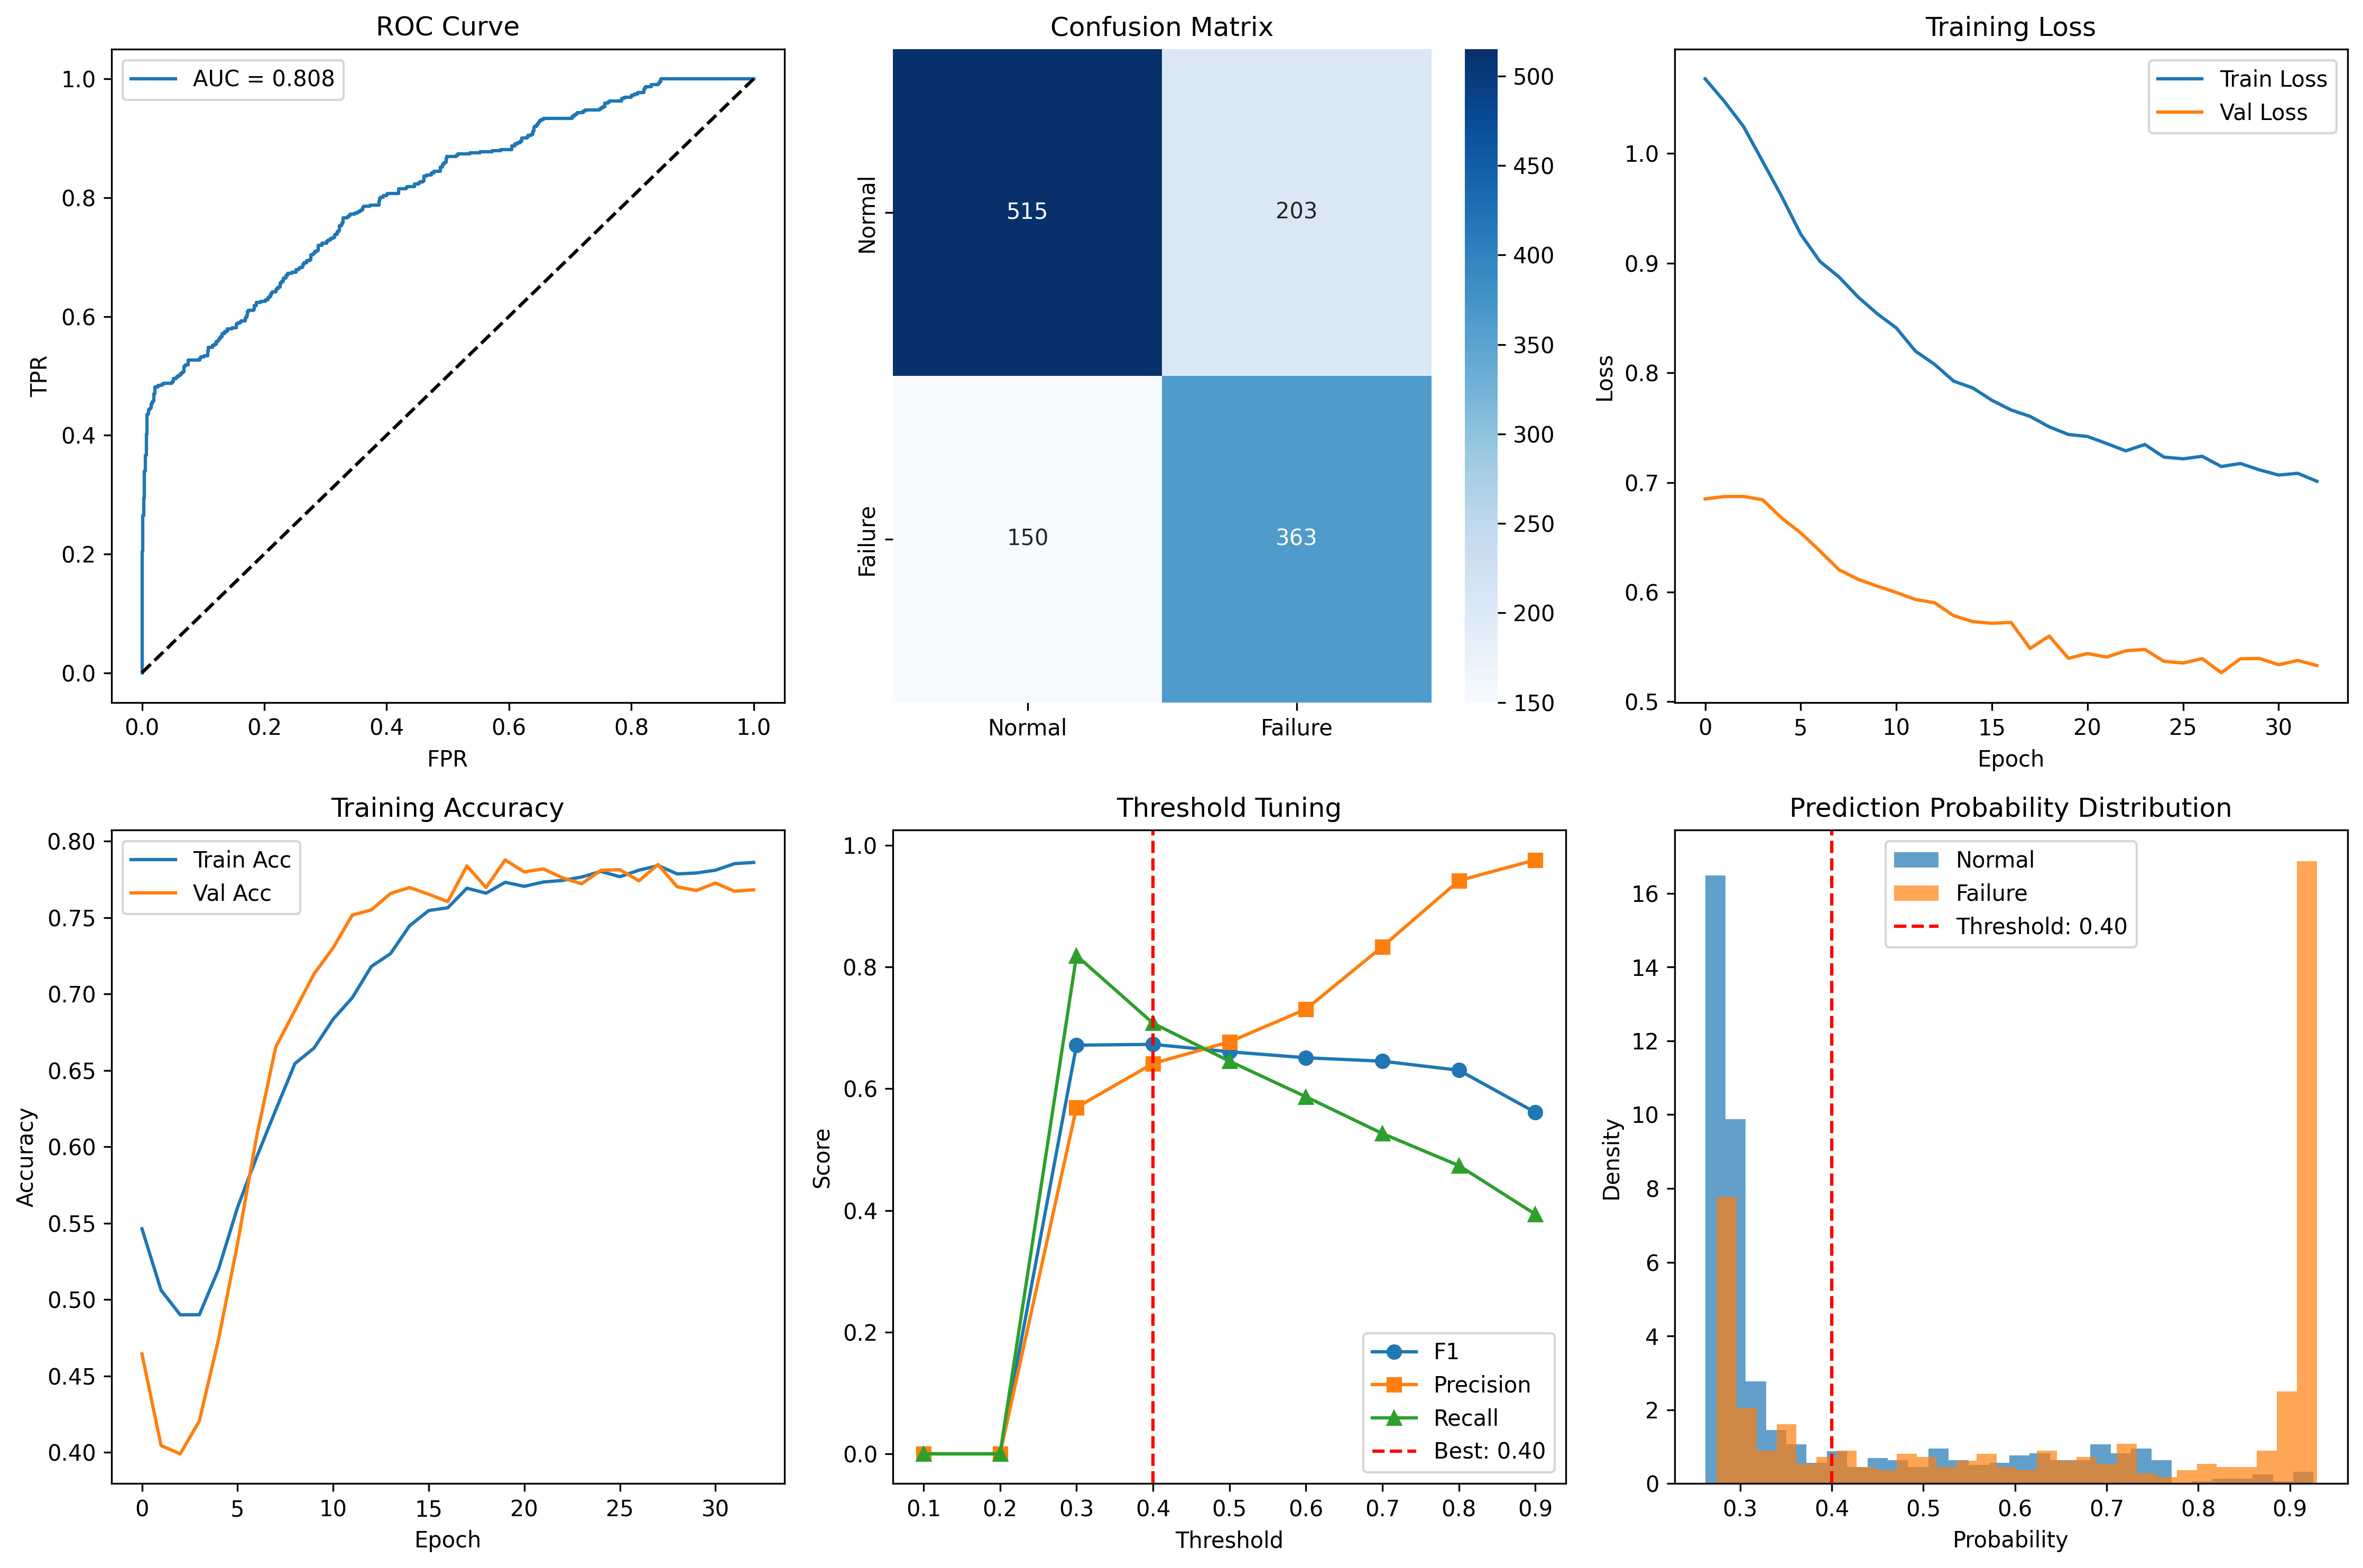 ROC Curve
AUC = 0.808
1.0
0.8
0.6
0.4
0.2
0.0
TPR
0.0 0.2 0.4 0.6 0.8 1.0
FPR
Confusion Matrix
Normal
Failure
515 203
150 363
Normal Failure
500
450
400
350
300
250
200
150
Training Loss
Train Loss
Val Loss
1.0
0.9
0.8
0.7
0.6
0.5
Loss
0 5 10 15 20 25 30
Epoch
Training Accuracy
Train Acc
Val Acc
0.80
0.75
0.70
0.65
0.60
0.55
0.50
0.45
0.40
Accuracy
0 5 10 15 20 25 30
Epoch
Threshold Tuning
1.0
0.8
0.6
0.4
0.2
0.0
Score
F1
Precision
Recall
Best: 0.40
0.1 0.2 0.3 0.4 0.5 0.6 0.7 0.8 0.9
Threshold
Prediction Probability Distribution
Normal
Failure
Threshold: 0.40
16
14
12
10
8
6
4
2
0
Density
0.3 0.4 0.5 0.6 0.7 0.8 0.9
Probability